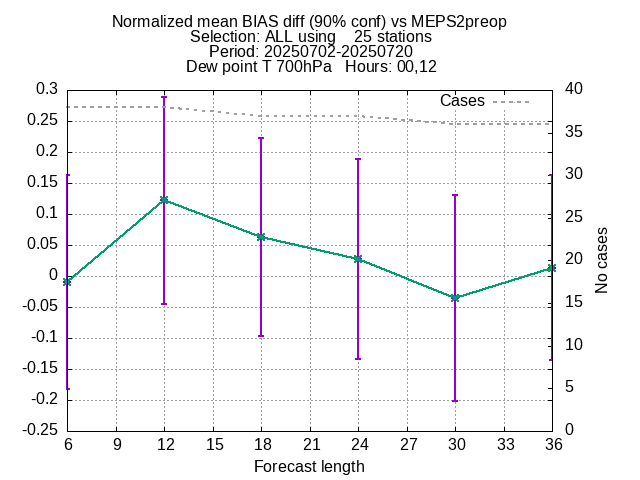 Normalized mean BIAS diff (90% conf) vs MEPS2preop
Selection: ALL using    25 stations
Period: 20250702-20250720
Dew point T 700hPa   Hours: 00,12
Cases
0.3
0.25
0.2
0.15
0.1
0.05
0
-0.05
-0.1
-0.15
-0.2
-0.25
40
35
30
25
20
15
10
5
0
No cases
6 9 12 15 18 21 24 27 30 33 36
Forecast length